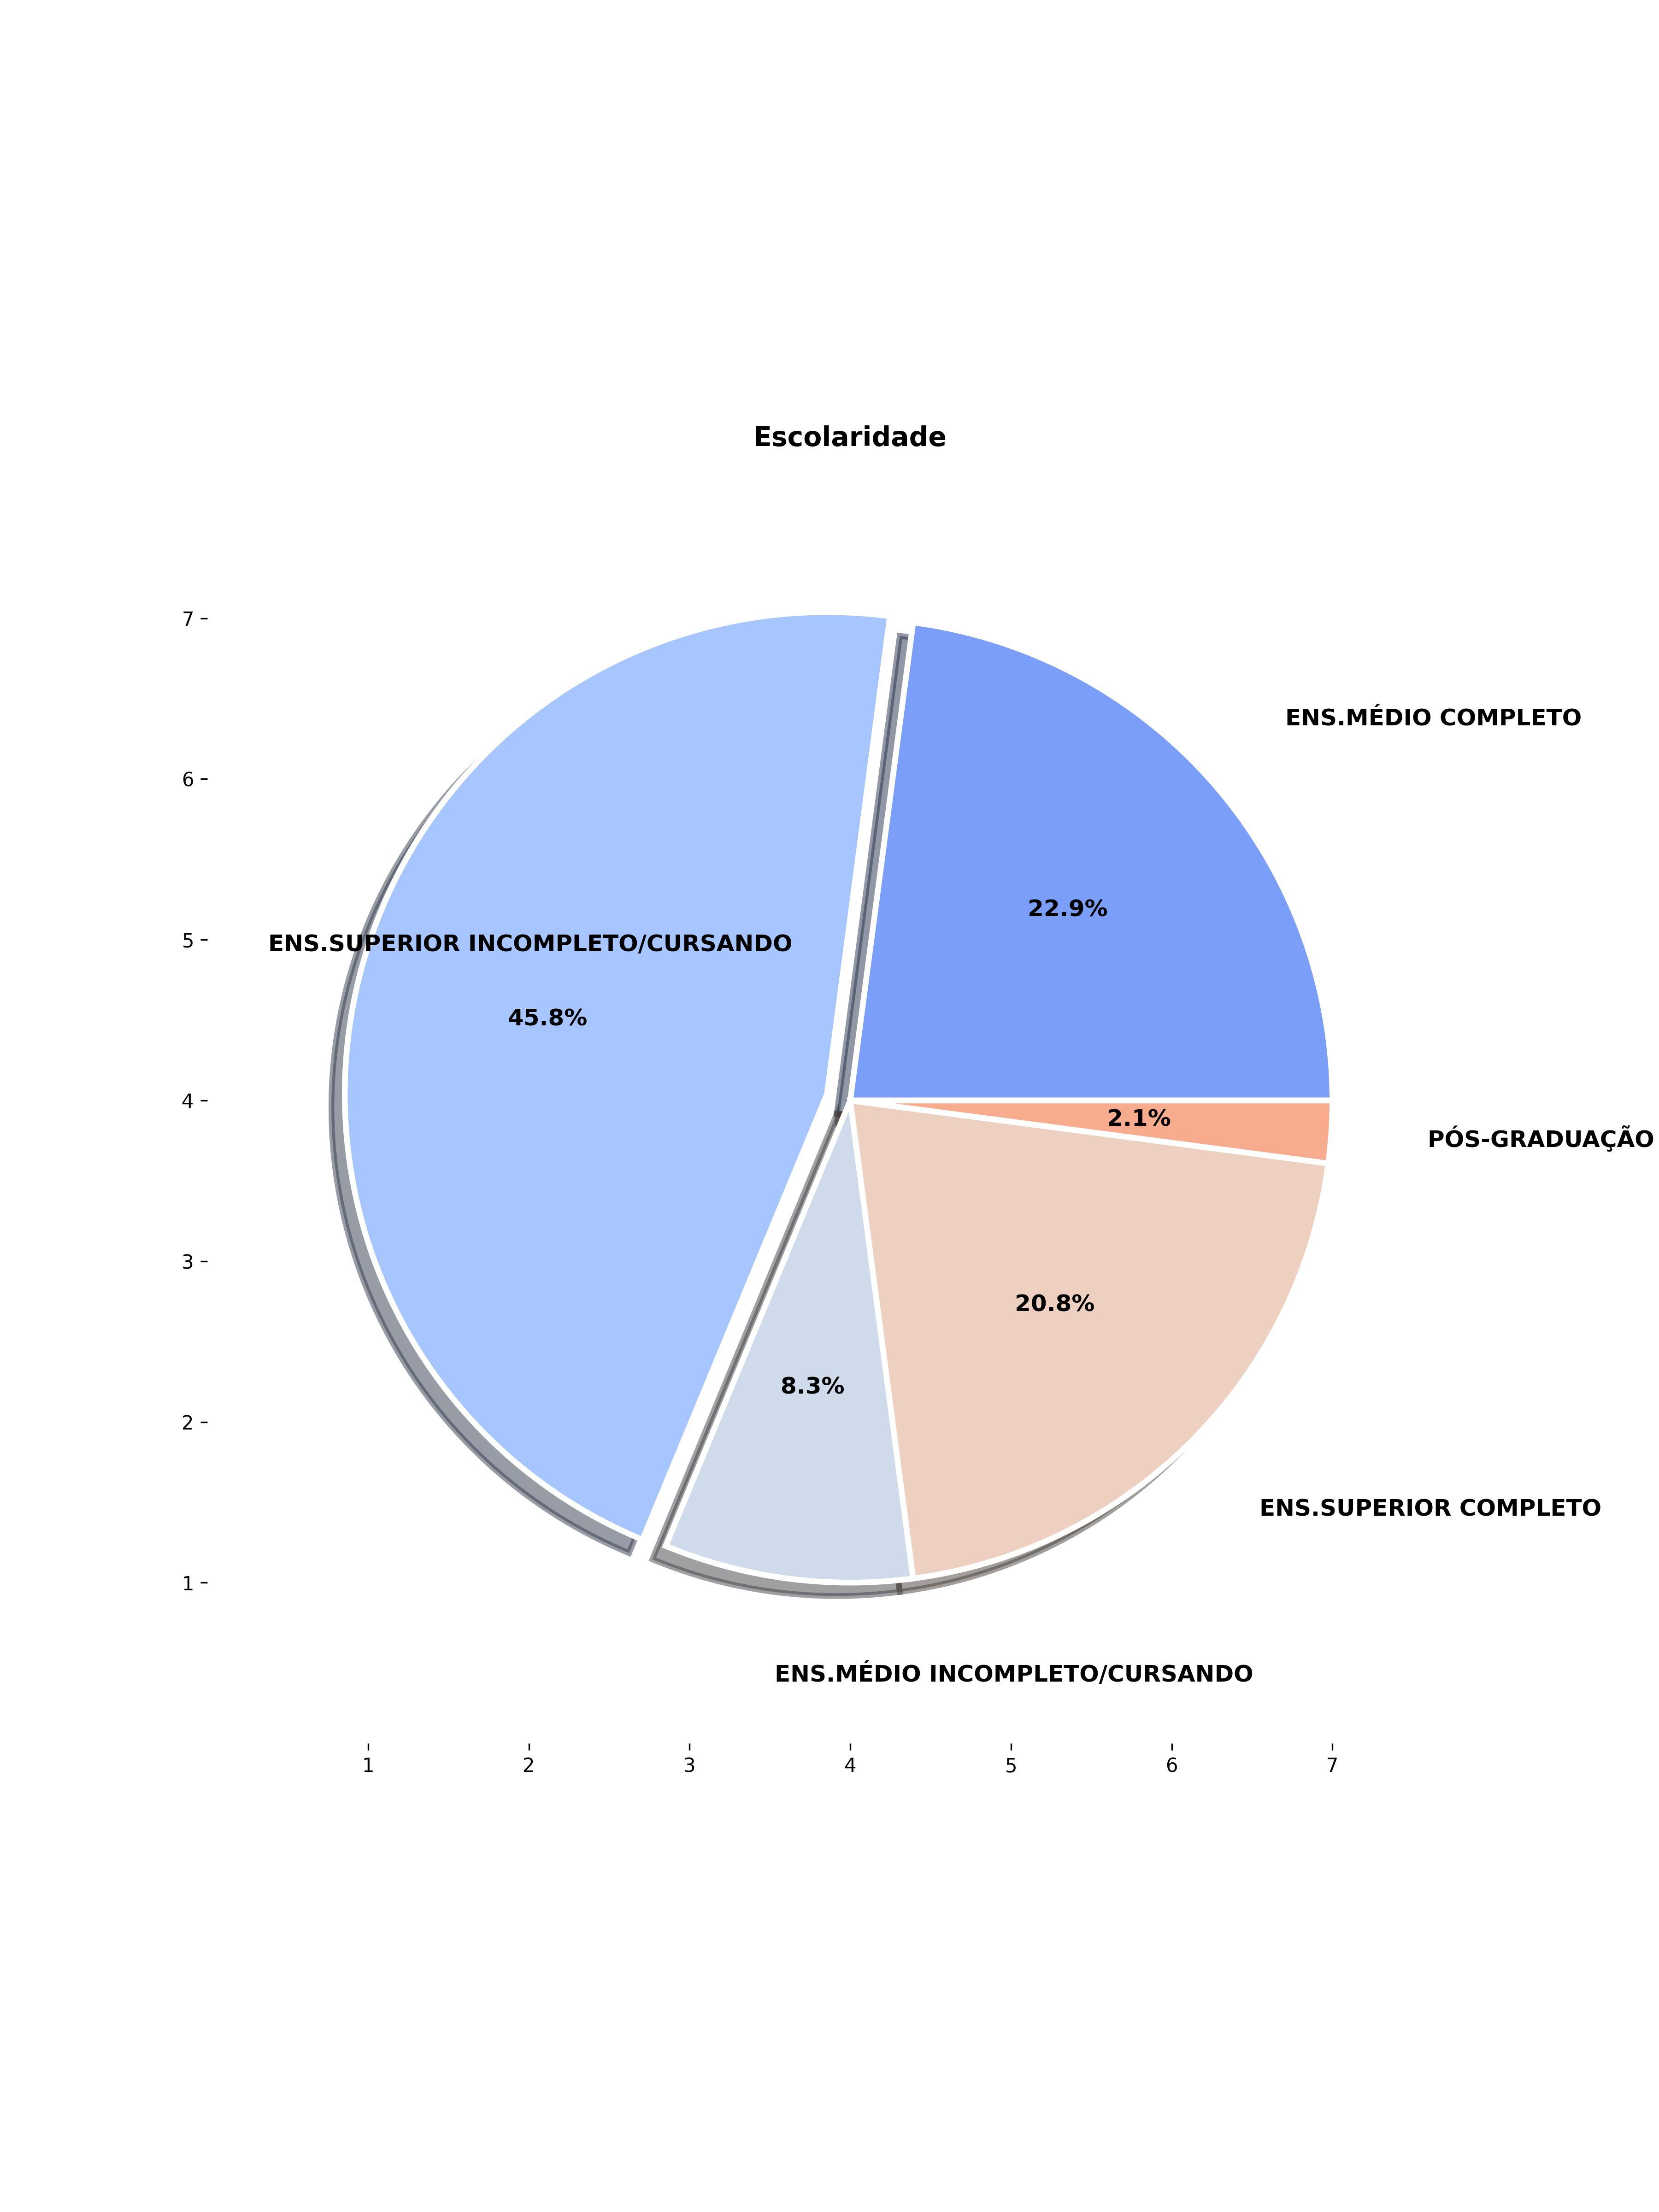 Escolaridade
7
ENS.MÉDIO COMPLETO
6
22.9%
5
ENS.SUPERIOR INCOMPLETO/CURSANDO
45.8%
4
2.1%
PÓS-GRADUAÇÃO
3
20.8%
8.3%
2
ENS.SUPERIOR COMPLETO
1
ENS.MÉDIO INCOMPLETO/CURSANDO
1 2 3 4 5 6 7